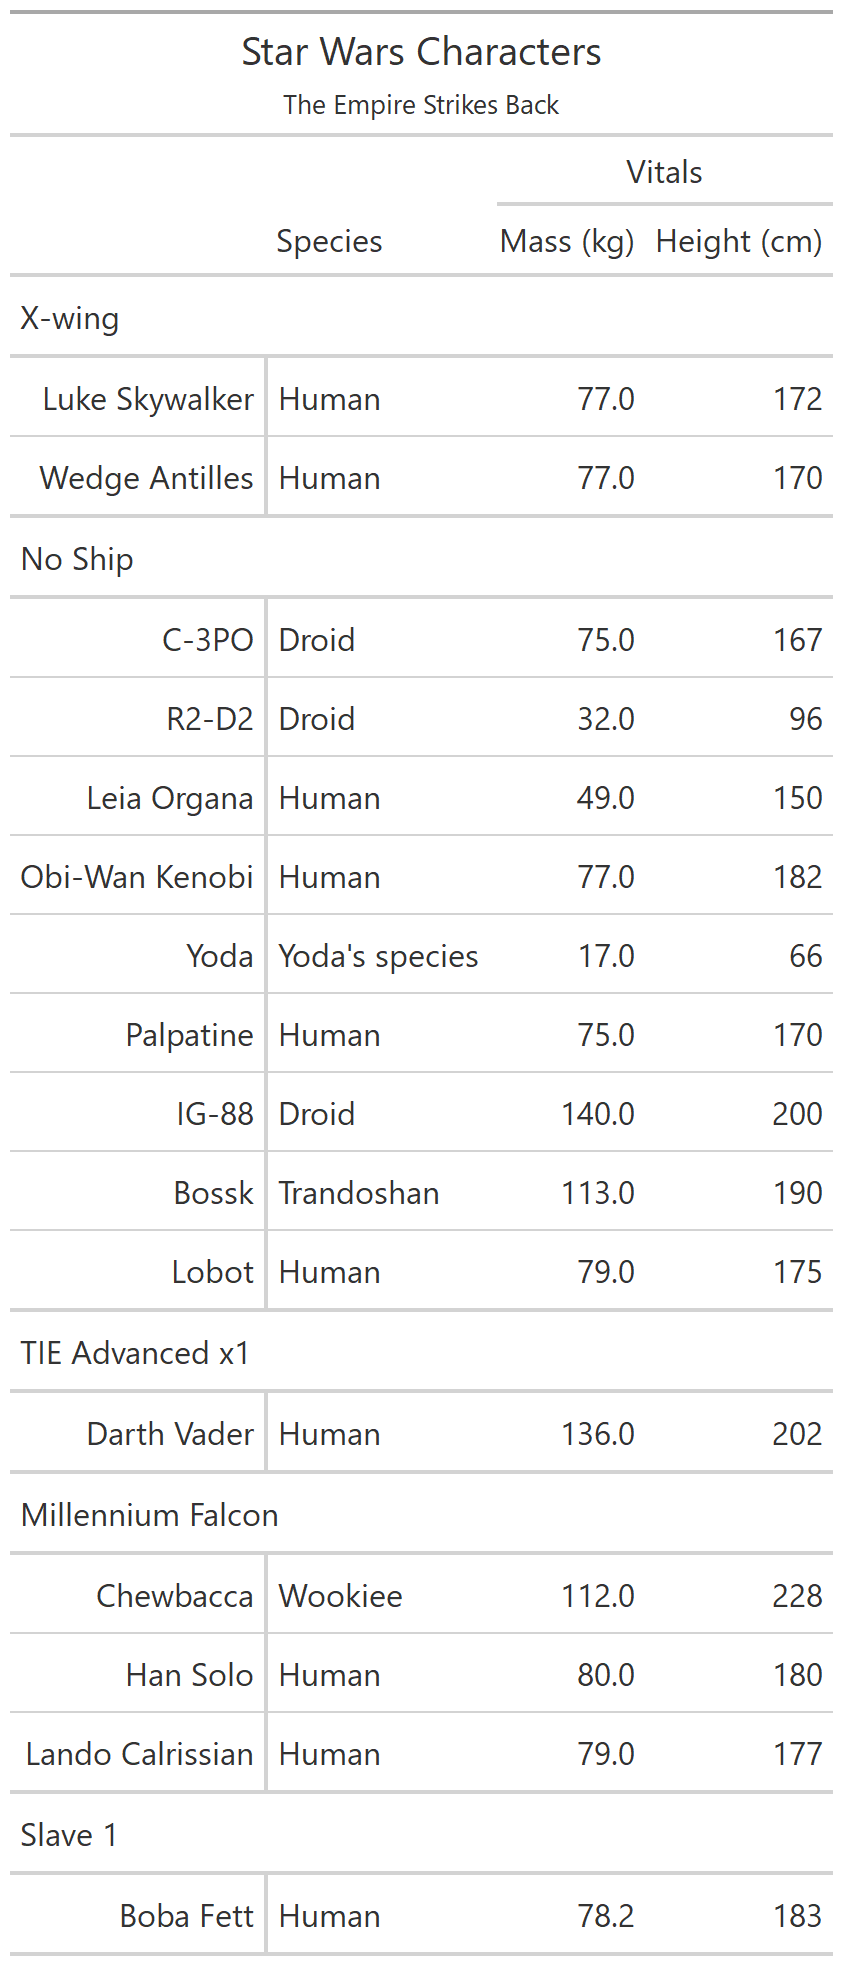 Star Wars Characters
The Empire Strikes Back
Vitals
Species Mass (kg) Height (cm)
X-wing
Luke Skywalker Human 77.0 172
Wedge Antilles Human 77.0 170
No Ship
C-3PO Droid 75.0 167
R2-D2 Droid 32.0 96
Leia Organa Human 49.0 150
Obi-Wan Kenobi Human 77.0 182
Yoda Yoda's species 17.0 66
Palpatine Human 75.0 170
IG-88 Droid 140.0 200
Bossk Trandoshan 113.0 190
Lobot Human 79.0 175
TIE Advanced x1
Darth Vader Human 136.0 202
Millennium Falcon
Chewbacca Wookiee 112.0 228
Han Solo Human 80.0 180
Lando Calrissian Human 79.0 177
Slave 1
Boba Fett Human 78.2 183